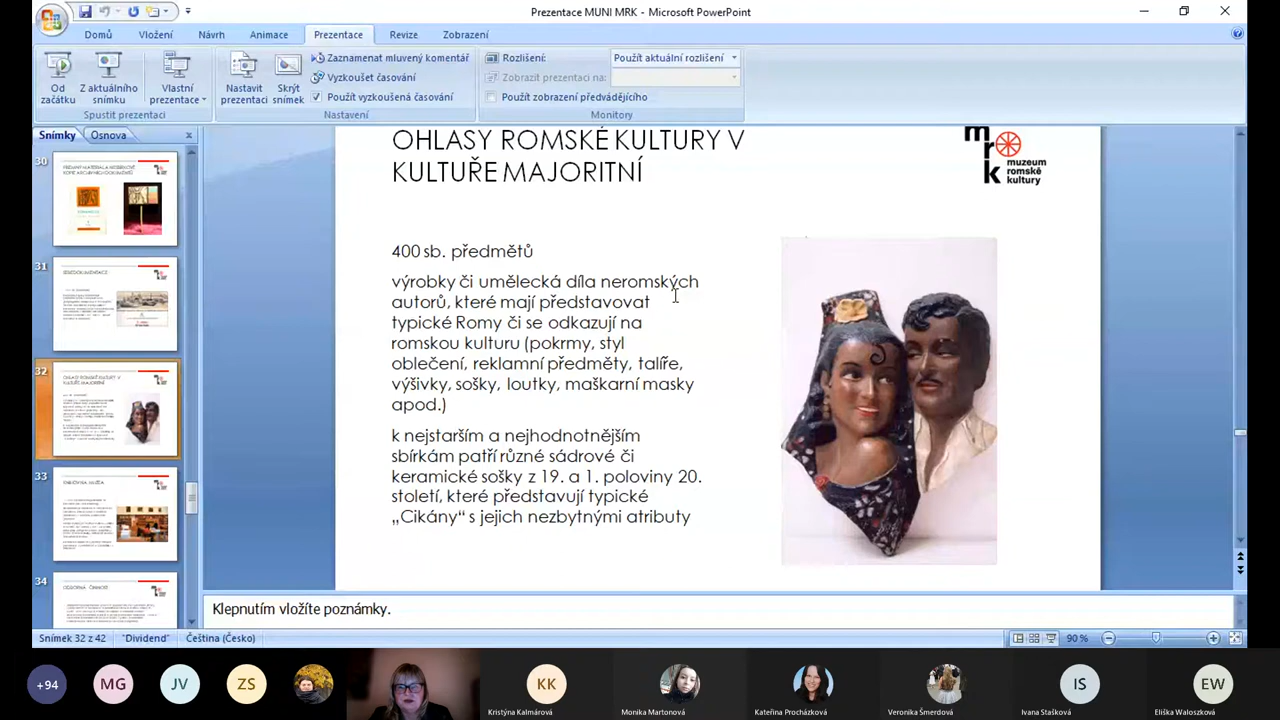 Prezentace MUNI MRK - Microsoft PowerPoint
Domů Vložení Návrh Animace Prezentace Revize Zobrazení
Od začátku
Z aktuálního snímku
Vlastní prezentace
Spustit prezentaci
Nastavit prezentaci
Skrýt snímek
Zaznamenat mluvený komentář
Vyzkoušet časování
Použít vyzkoušená časování
Nastavení
Rozlišení: Použít aktuální rozlišení
Zobrazit prezentaci na:
Použít zobrazení předvádějícího
Monitory
Snímky Osnova
30
31
32
33
34
OHLASY ROMSKÉ KULTURY V
KULTUŘE MAJORITNÍ
m
r
k
muzeum
romské
kultury
400 sb. předmětů
výrobky či umelecká díla neromských
autorů, které mají představovat
typické Romy či se odkazují na
romskou kulturu (pokrmy, styl
oblečení, reklamní předměty, talíře,
výšivky, sošky, loutky, maškarní masky
apod.)
k nejstarším a nejhodnotnějším
sbírkám patří různé sádrové či
keramické sošky z 19. a 1. poloviny 20.
století, které představují typické
„Cikány“ s jejich nezbytnými atributy
Klepnutím vložíte poznámky.
Snímek 32 z 42 "Dividend" Čeština (Česko) 90 %
+94 MG JV ZS KK IS EW
Kristýna Kalmárová Monika Martonová Kateřina Procházková Veronika Šmerdová Ivana Stašková Eliška Waloszková